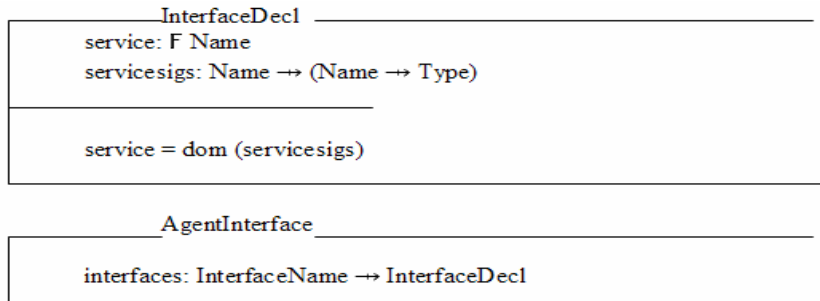 InterfaceDecl
service: F Name
servicesigs: Name ⇸ (Name ⇸ Type)
service = dom (servicesigs)
AgentInterface
interfaces: InterfaceName ⇸ InterfaceDecl